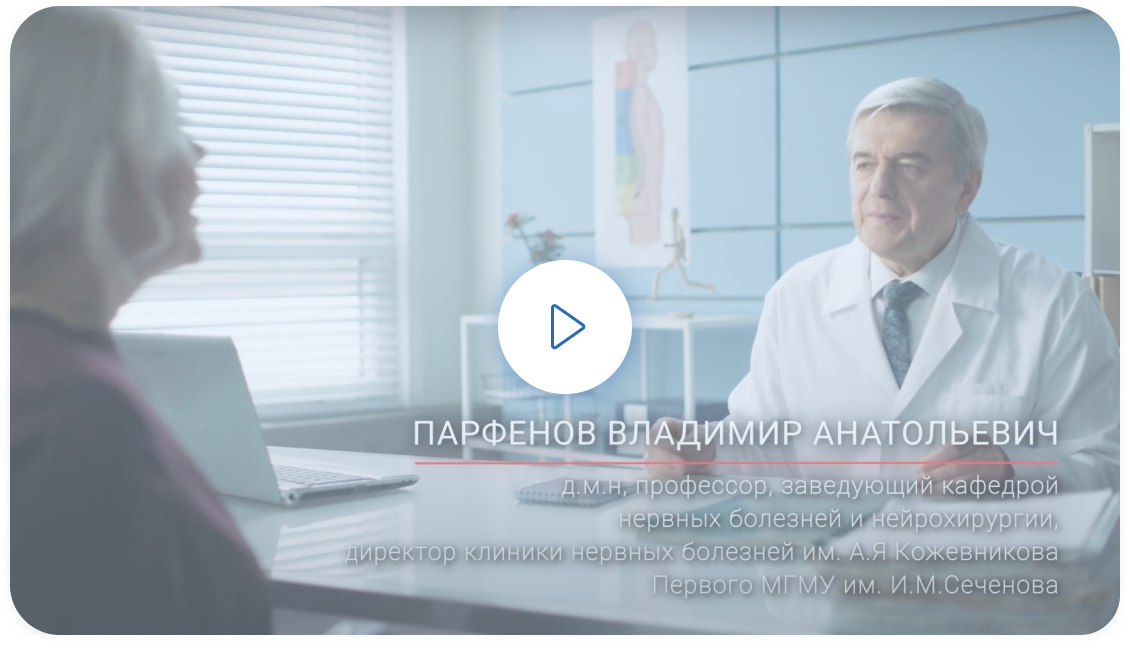 ПАРФЕНОВ ВЛАДИМИР АНАТОЛЬЕВИЧ
д.м.н, профессор, заведующий кафедрой
нервных болезней и нейрохирургии,
директор клиники нервных болезней им. А.Я Кожевникова
Первого МГМУ им. И.М.Сеченова